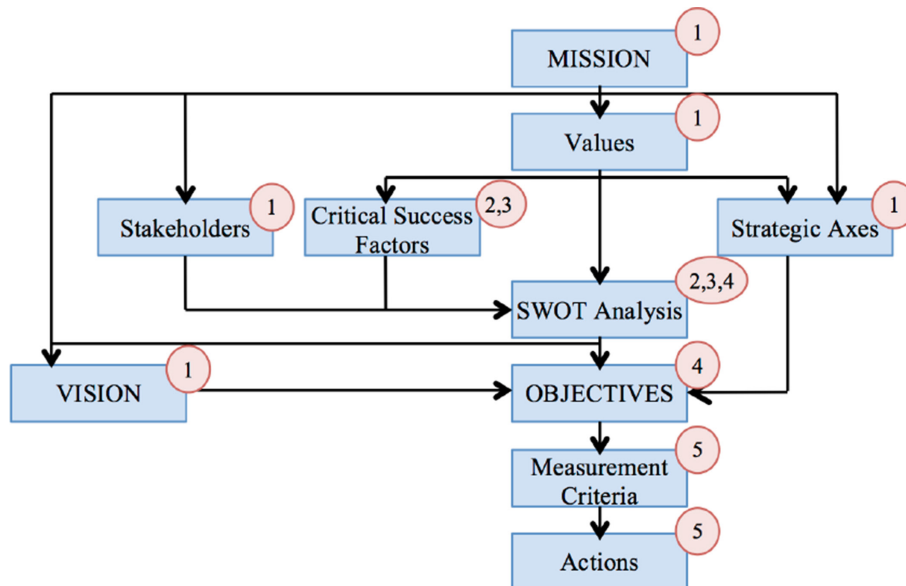 1
MISSION
1
Values
1
Stakeholders
2,3
Critical Success
Factors
1
Strategic Axes
2,3,4
SWOT Analysis
1
VISION
4
OBJECTIVES
5
Measurement
Criteria
5
Actions